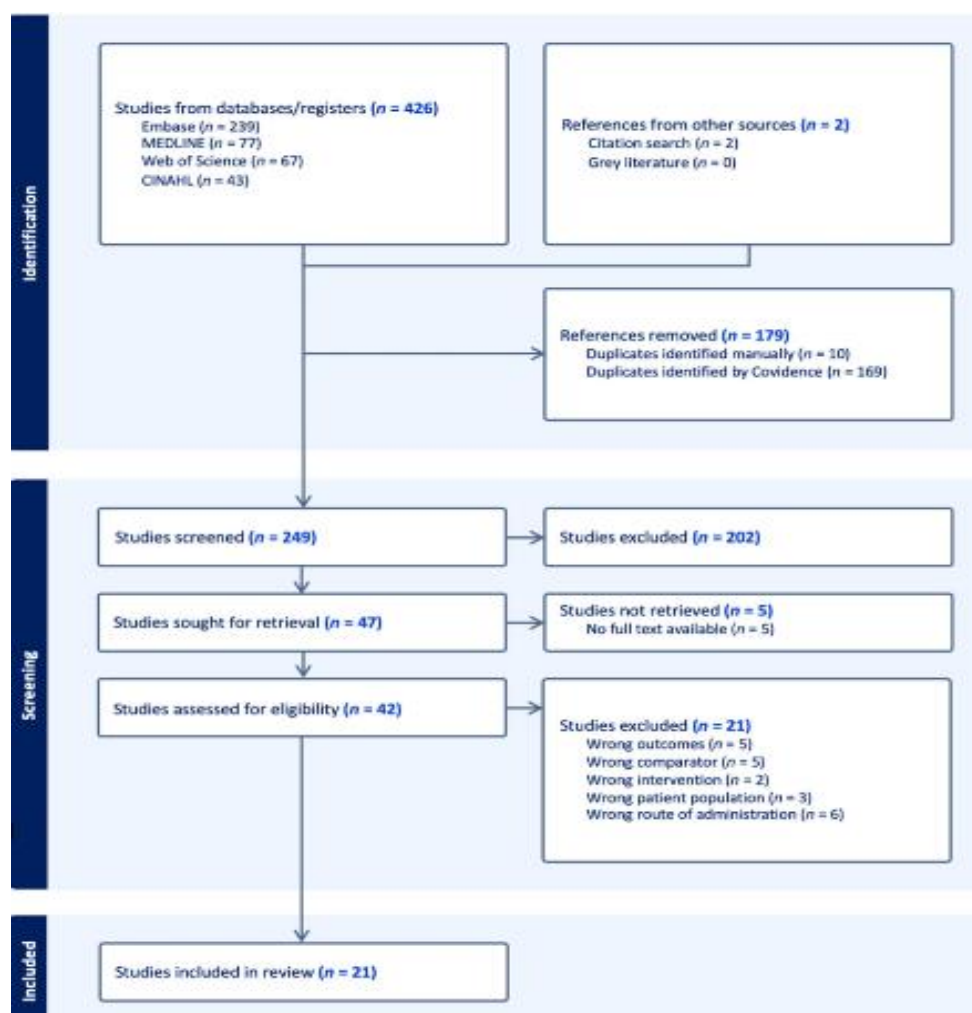 Identification
Studies from databases/registers (n = 426)
Embase (n = 239)
MEDLINE (n = 77)
Web of Science (n = 67)
CINAHL (n = 43)
References from other sources (n = 2)
Citation search (n = 2)
Grey literature (n = 0)
References removed (n = 179)
Duplicates identified manually (n = 10)
Duplicates identified by Covidence (n = 169)
Screening
Studies screened (n = 249)
Studies excluded (n = 202)
Studies sought for retrieval (n = 47)
Studies not retrieved (n = 5)
No full text available (n = 5)
Studies assessed for eligibility (n = 42)
Studies excluded (n = 21)
Wrong outcomes (n = 5)
Wrong comparator (n = 5)
Wrong intervention (n = 2)
Wrong patient population (n = 3)
Wrong route of administration (n = 6)
Included
Studies included in review (n = 21)